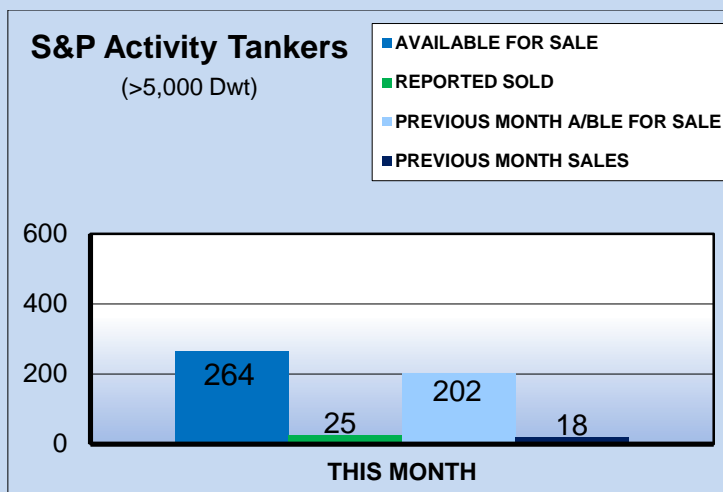 S&P Activity Tankers
(>5,000 Dwt)
AVAILABLE FOR SALE
REPORTED SOLD
PREVIOUS MONTH A/BLE FOR SALE
PREVIOUS MONTH SALES
600
400
200
0
264
25
202
18
THIS MONTH